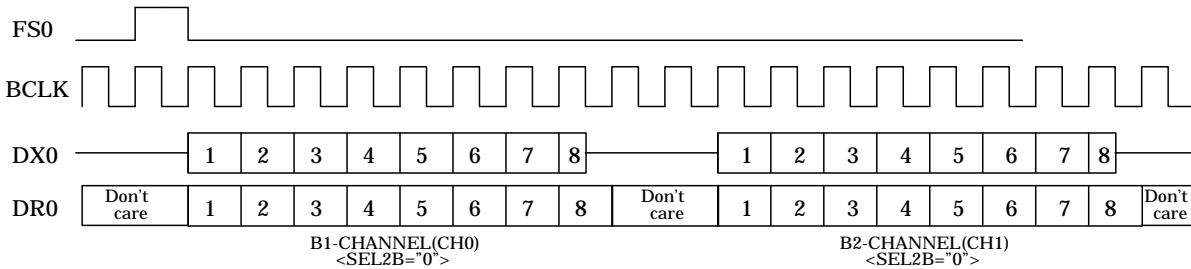 FS0
BCLK
DX0 1 2 3 4 5 6 7 8 1 2 3 4 5 6 7 8
DR0 Don't care 1 2 3 4 5 6 7 8 Don't care 1 2 3 4 5 6 7 8 Don't care
B1-CHANNEL(CH0) B2-CHANNEL(CH1)
<SEL2B="0"> <SEL2B="0">